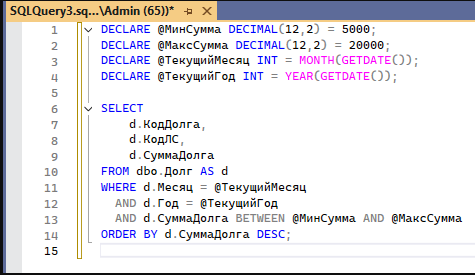 SQLQuery3.sq...\Admin (65))*
1 DECLARE @МинСумма DECIMAL(12,2) = 5000;
2 DECLARE @МаксСумма DECIMAL(12,2) = 20000;
3 DECLARE @ТекущийМесяц INT = MONTH(GETDATE());
4 DECLARE @ТекущийГод INT = YEAR(GETDATE());
5
6 SELECT
7 d.КодДолга,
8 d.КодЛС,
9 d.СуммаДолга
10 FROM dbo.Долг AS d
11 WHERE d.Месяц = @ТекущийМесяц
12 AND d.Год = @ТекущийГод
13 AND d.СуммаДолга BETWEEN @МинСумма AND @МаксСумма
14 ORDER BY d.СуммаДолга DESC;
15